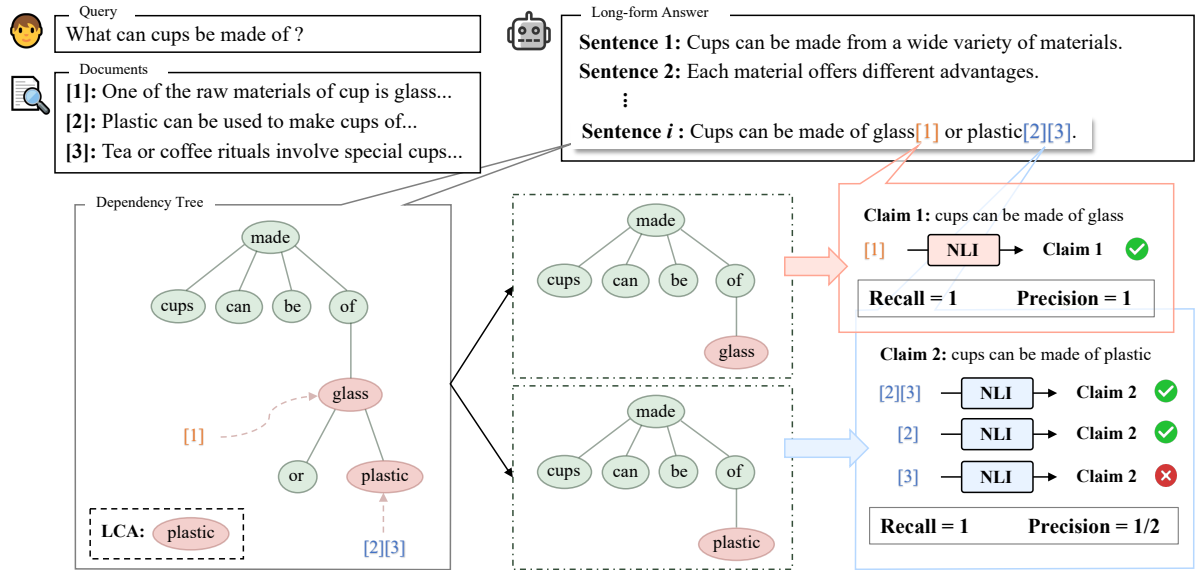 Query
What can cups be made of ?
Documents
[1]: One of the raw materials of cup is glass...
[2]: Plastic can be used to make cups of...
[3]: Tea or coffee rituals involve special cups...
Long-form Answer
Sentence 1: Cups can be made from a wide variety of materials.
Sentence 2: Each material offers different advantages.
⋮
Sentence i : Cups can be made of glass[1] or plastic[2][3].
Dependency Tree
made
cups can be of
glass
[1]
or plastic
[2][3]
LCA: plastic
made
cups can be of
glass
made
cups can be of
plastic
Claim 1: cups can be made of glass
[1] NLI Claim 1
Recall = 1 Precision = 1
Claim 2: cups can be made of plastic
[2][3] NLI Claim 2
[2] NLI Claim 2
[3] NLI Claim 2
Recall = 1 Precision = 1/2